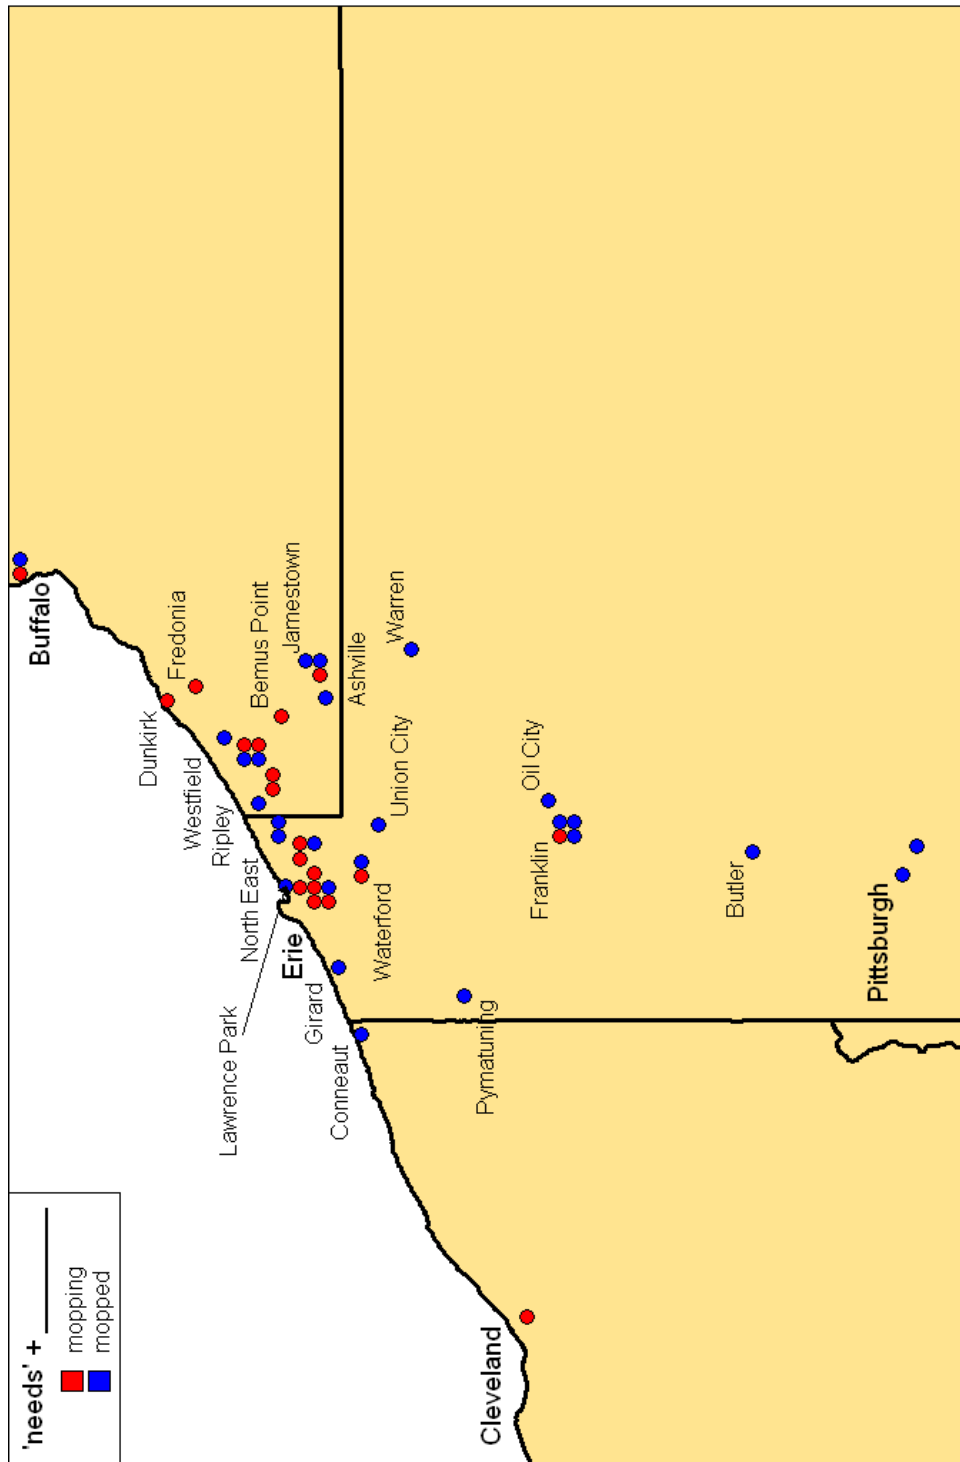 'needs' + ______
mopping
mopped
Buffalo
Dunkirk
Fredonia
Westfield
Bemus Point
Jamestown
Ripley
Ashville
North East
Lawrence Park
Erie
Warren
Union City
Girard
Waterford
Conneaut
Pymatuning
Oil City
Franklin
Cleveland
Butler
Pittsburgh